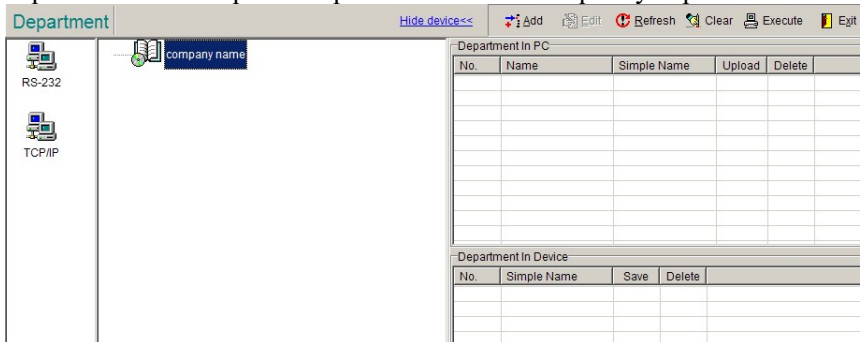 Department Hide device<< Add Edit Refresh Clear Execute Exit
RS-232
TCP/IP
company name
Department In PC
No. Name Simple Name Upload Delete
Department In Device
No. Simple Name Save Delete